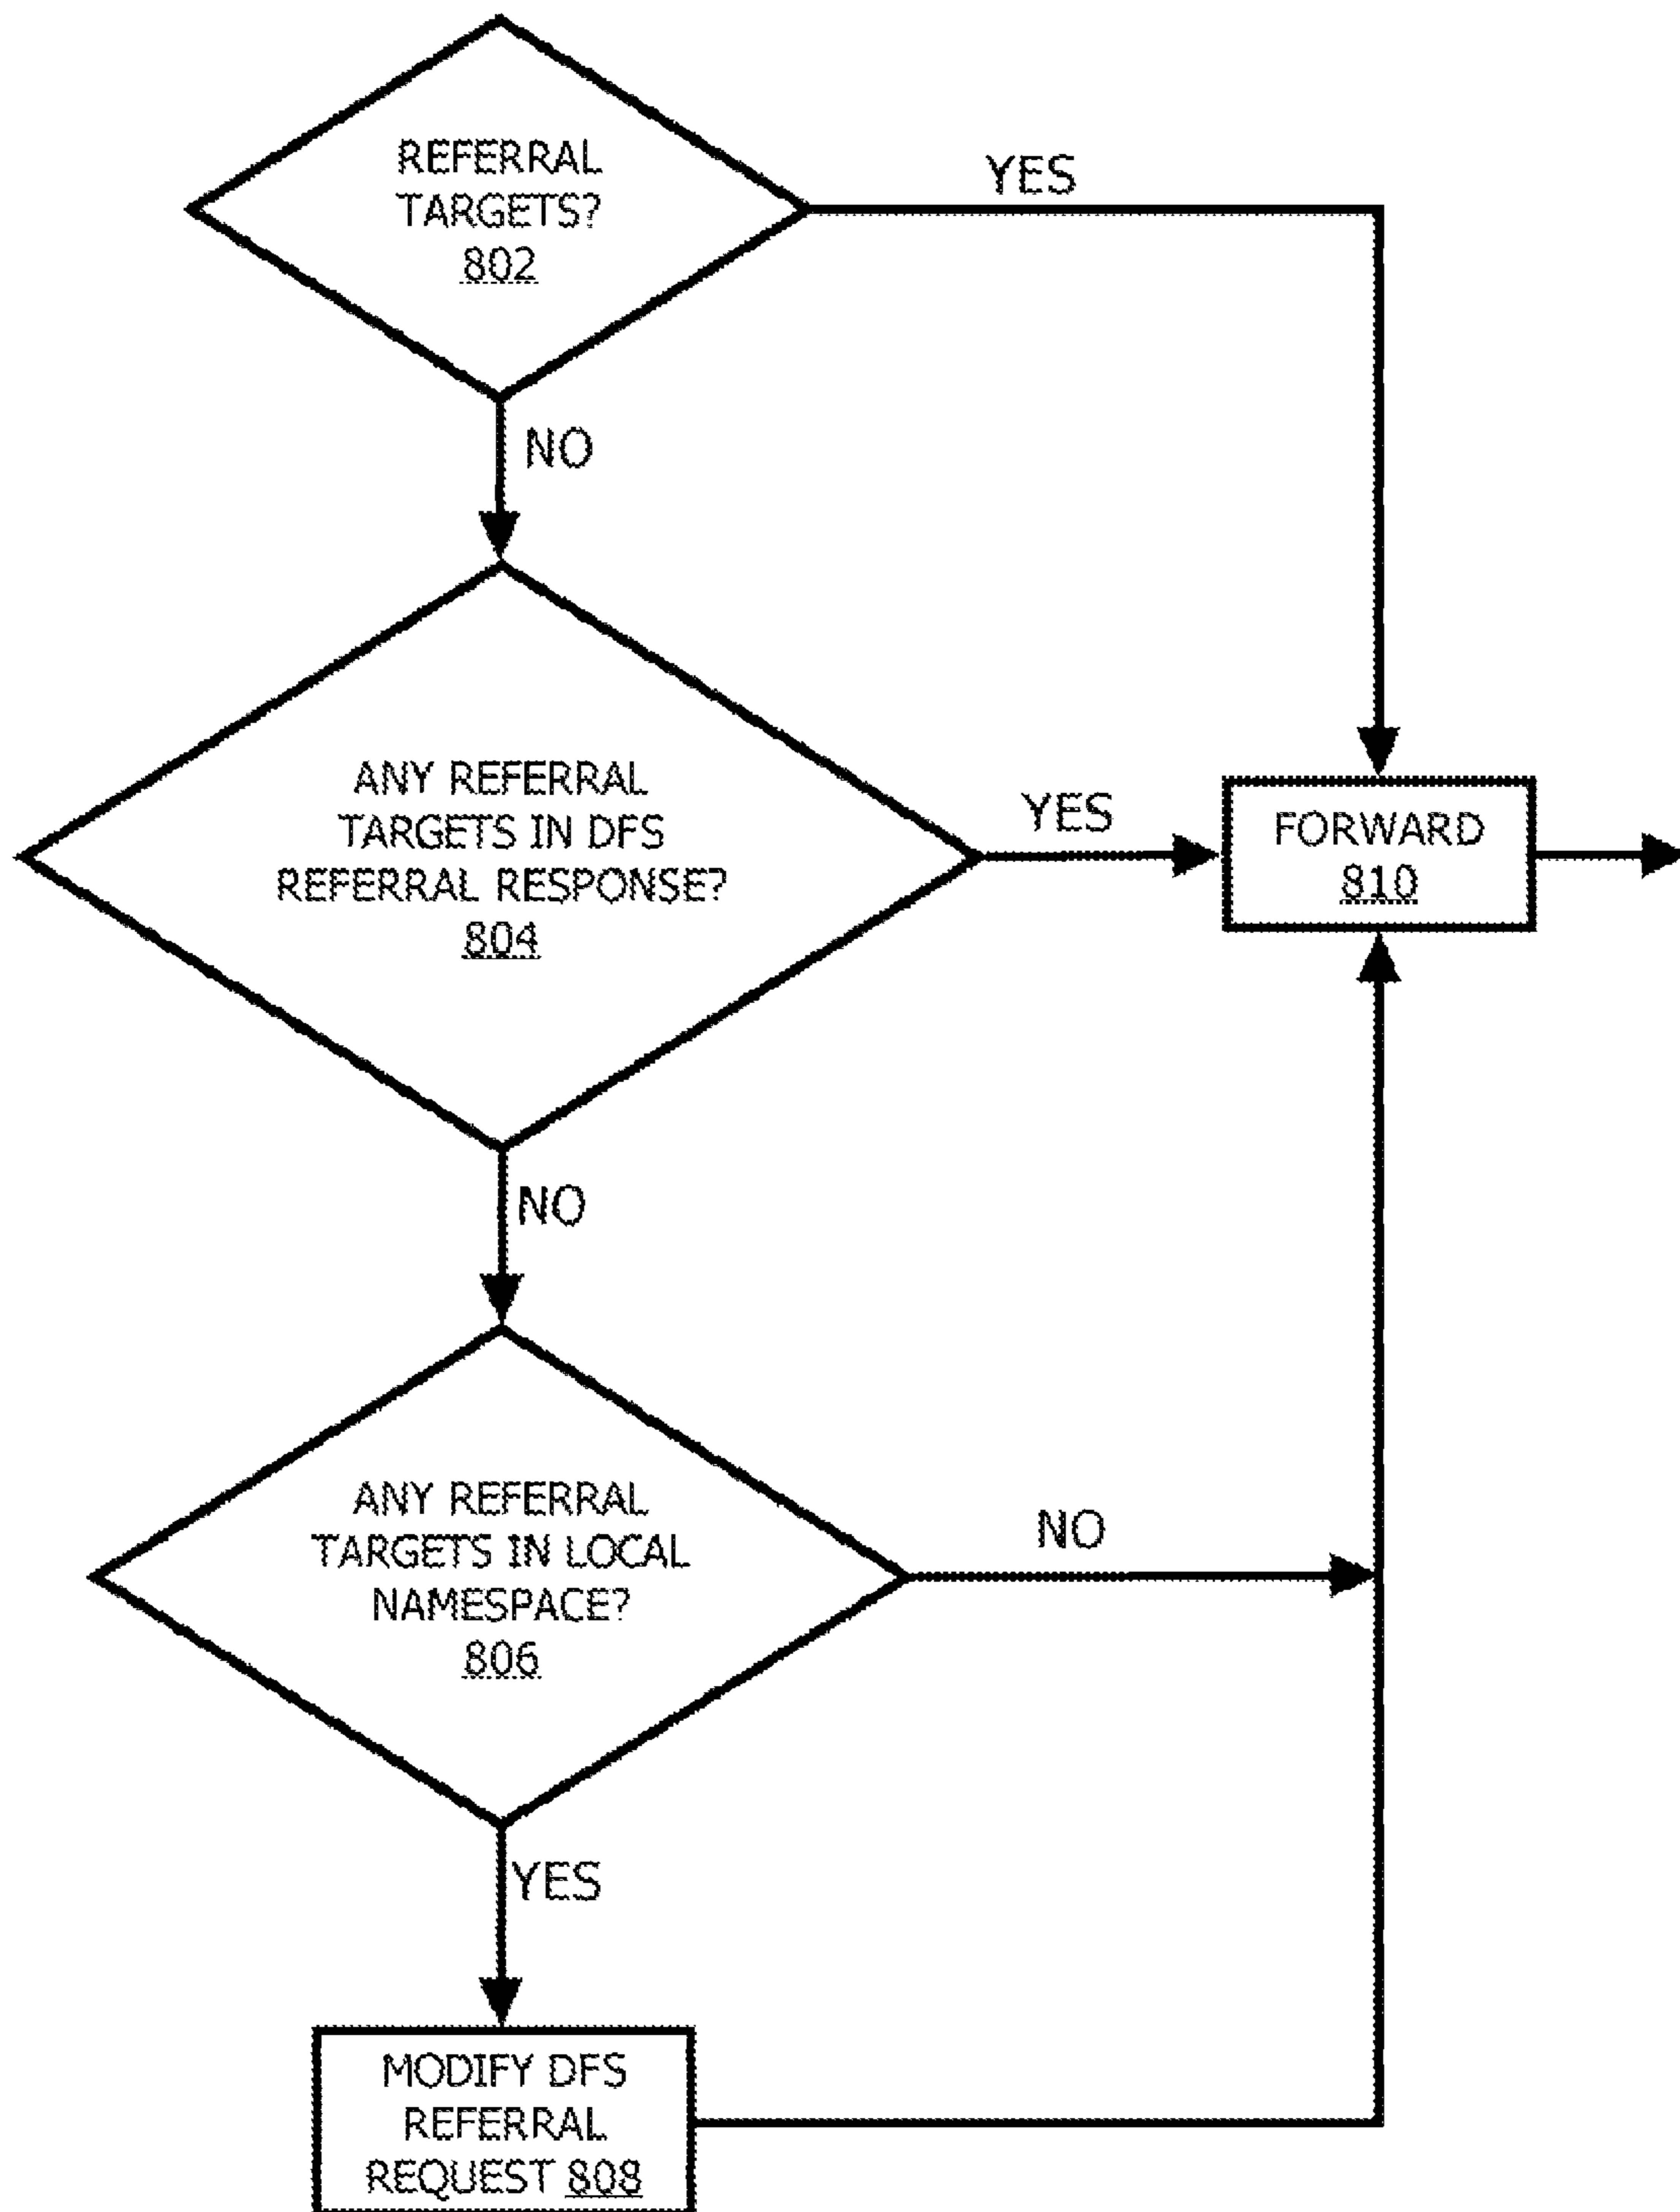 REFERRAL
TARGETS?
802
YES
NO
ANY REFERRAL
TARGETS IN DFS
REFERRAL RESPONSE?
804
YES
FORWARD
810
NO
ANY REFERRAL
TARGETS IN LOCAL
NAMESPACE?
806
NO
YES
MODIFY DFS
REFERRAL
REQUEST 808